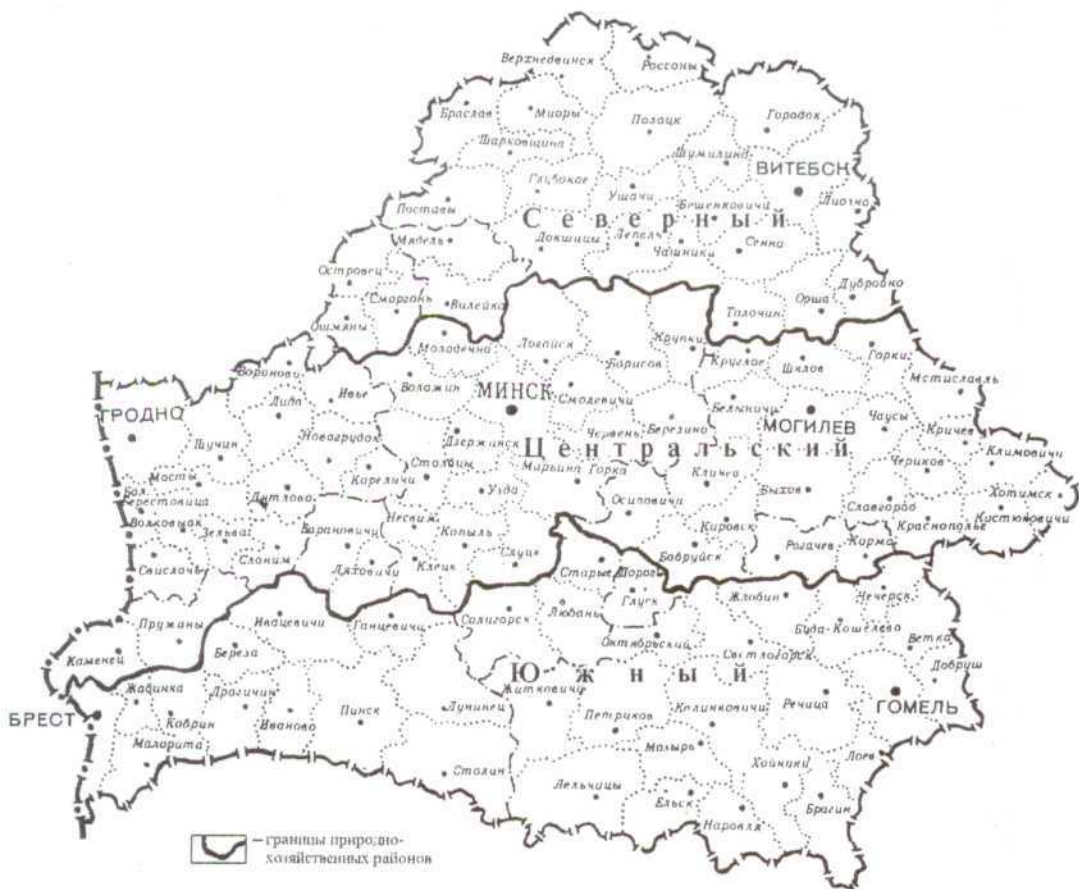 Верхнедвинск
Россоны
Браслав
Миоры
Полоцк
Городок
Шарковщина
Шумилина
ВИТЕБСК
Глубокое
Ушачи
Бешенковичи
Лиозно
Поставы
Северный
Мядель
Докшицы
Лепель
Чашники
Сенно
Островец
Сморгонь
Вилейка
Дубровно
Орша
Толочин
Ошмяны
Молодечна
Логойск
Борисов
Крупки
Круглое
Шклов
Горки
Вороново
Воложин
МИНСК
Смолевичи
Мстиславль
Ивье
Белыничи
ГРОДНО
Лида
МОГИЛЕВ
Чаусы
Новогрудок
Дзержинск
Червень
Березино
Кричев
Щучин
Центральский
Климовичи
Столбцы
Марьина Горка
Кличев
Чериков
Мосты
Кореличи
Узда
Быхов
Хотимск
Бол.
Берестовица
Дятлово
Осиповичи
Славгород
Костюковичи
Волковыск
Зельва
Барановичи
Несвиж
Копыль
Кировск
Краснополье
Слоним
Слуцк
Бобруйск
Рогачев
Корма
Свислочь
Ляховичи
Клецк
Старые Дороги
Глуск
Жлобин
Чечерск
Любань
Пружаны
Ивацевичи
Ганцевичи
Солигорск
Буда-Кошелево
Октябрьский
Ветка
Каменец
Береза
Светлогорск
Добруш
Южный
Жабинка
Дрогичин
Житковичи
БРЕСТ
Кобрин
Иваново
Пинск
Лунинец
Петриков
Калинковичи
Речица
ГОМЕЛЬ
Малорита
Мозырь
Лоев
Столин
Хойники
Лельчицы
Ельск
Брагин
Наровля
– границы природно-
хозяйственных районов